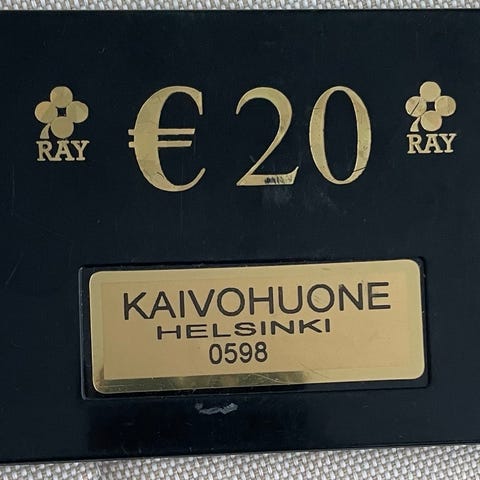 € 20
RAY RAY
KAIVOHUONE
HELSINKI
0598